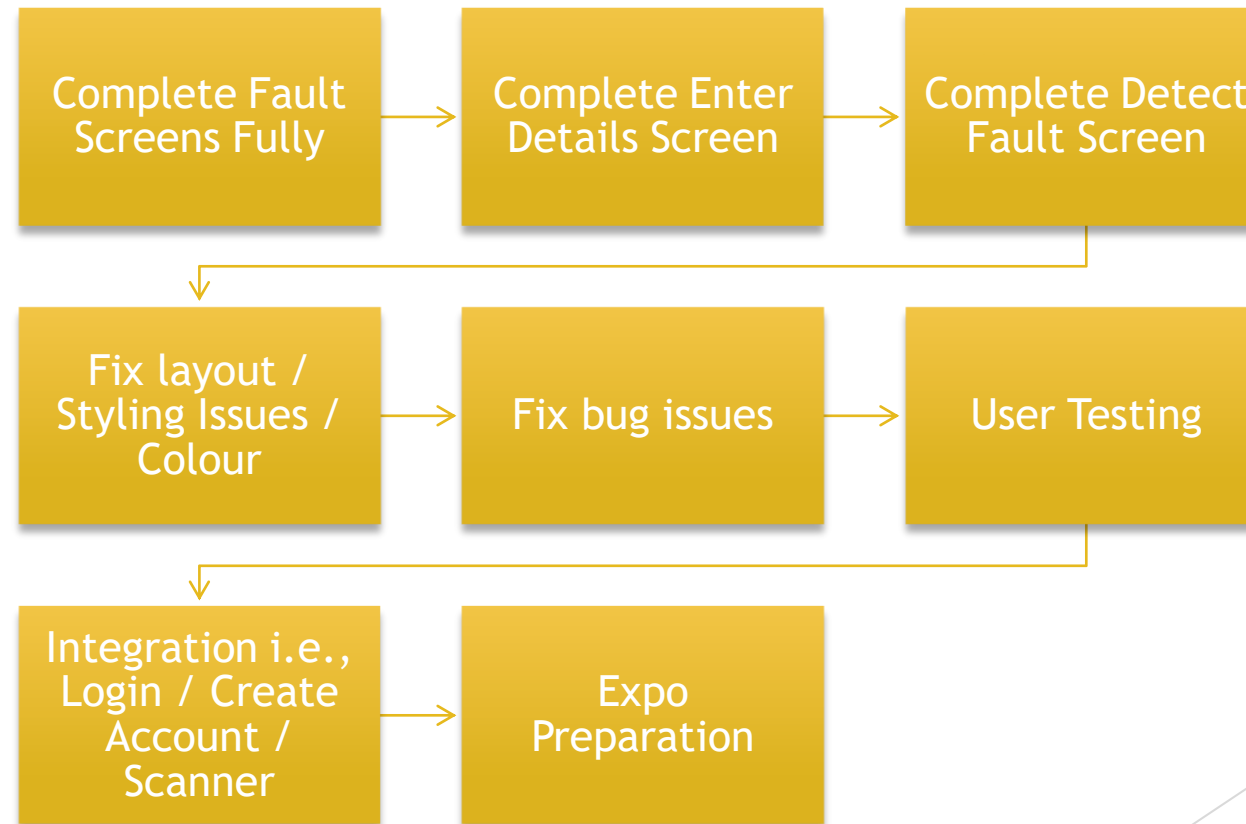 Complete Fault
Screens Fully
Complete Enter
Details Screen
Complete Detect
Fault Screen
Fix layout /
Styling Issues /
Colour
Fix bug issues
User Testing
Integration i.e.,
Login / Create
Account /
Scanner
Expo
Preparation